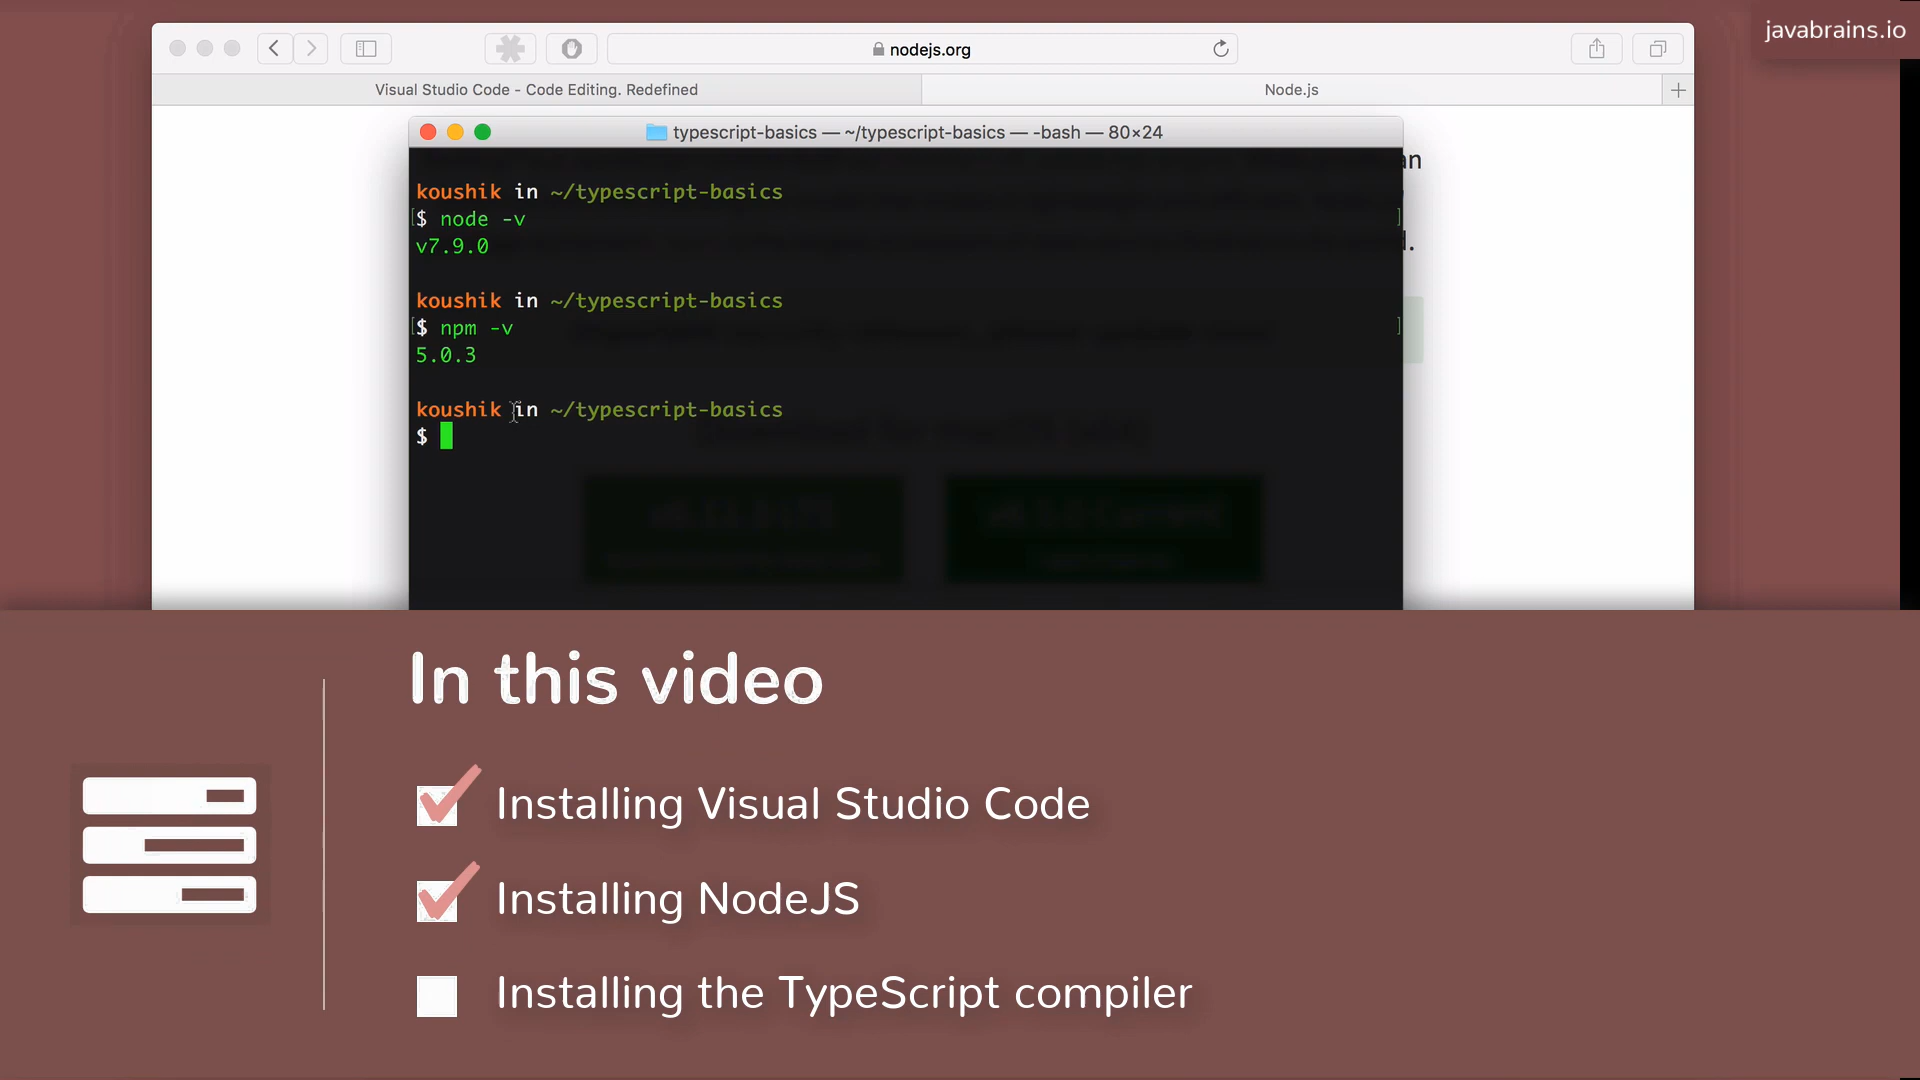 javabrains.io
nodejs.org
Visual Studio Code - Code Editing. Redefined
Node.js
typescript-basics — ~/typescript-basics — -bash — 80×24
an
koushik in ~/typescript-basics
[$ node -v ]
v7.9.0
koushik in ~/typescript-basics
[$ npm -v ]
5.0.3
koushik in ~/typescript-basics
$
In this video
Installing Visual Studio Code
Installing NodeJS
Installing the TypeScript compiler